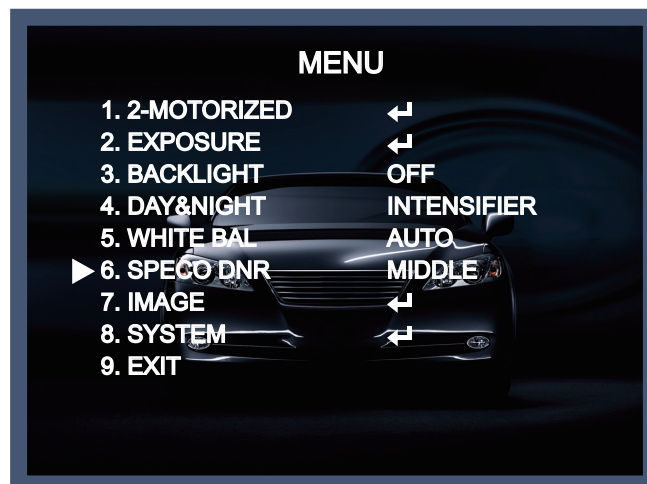 MENU
1. 2-MOTORIZED ↵
2. EXPOSURE ↵
3. BACKLIGHT OFF
4. DAY&NIGHT INTENSIFIER
5. WHITE BAL AUTO
▶ 6. SPECO DNR MIDDLE
7. IMAGE ↵
8. SYSTEM ↵
9. EXIT